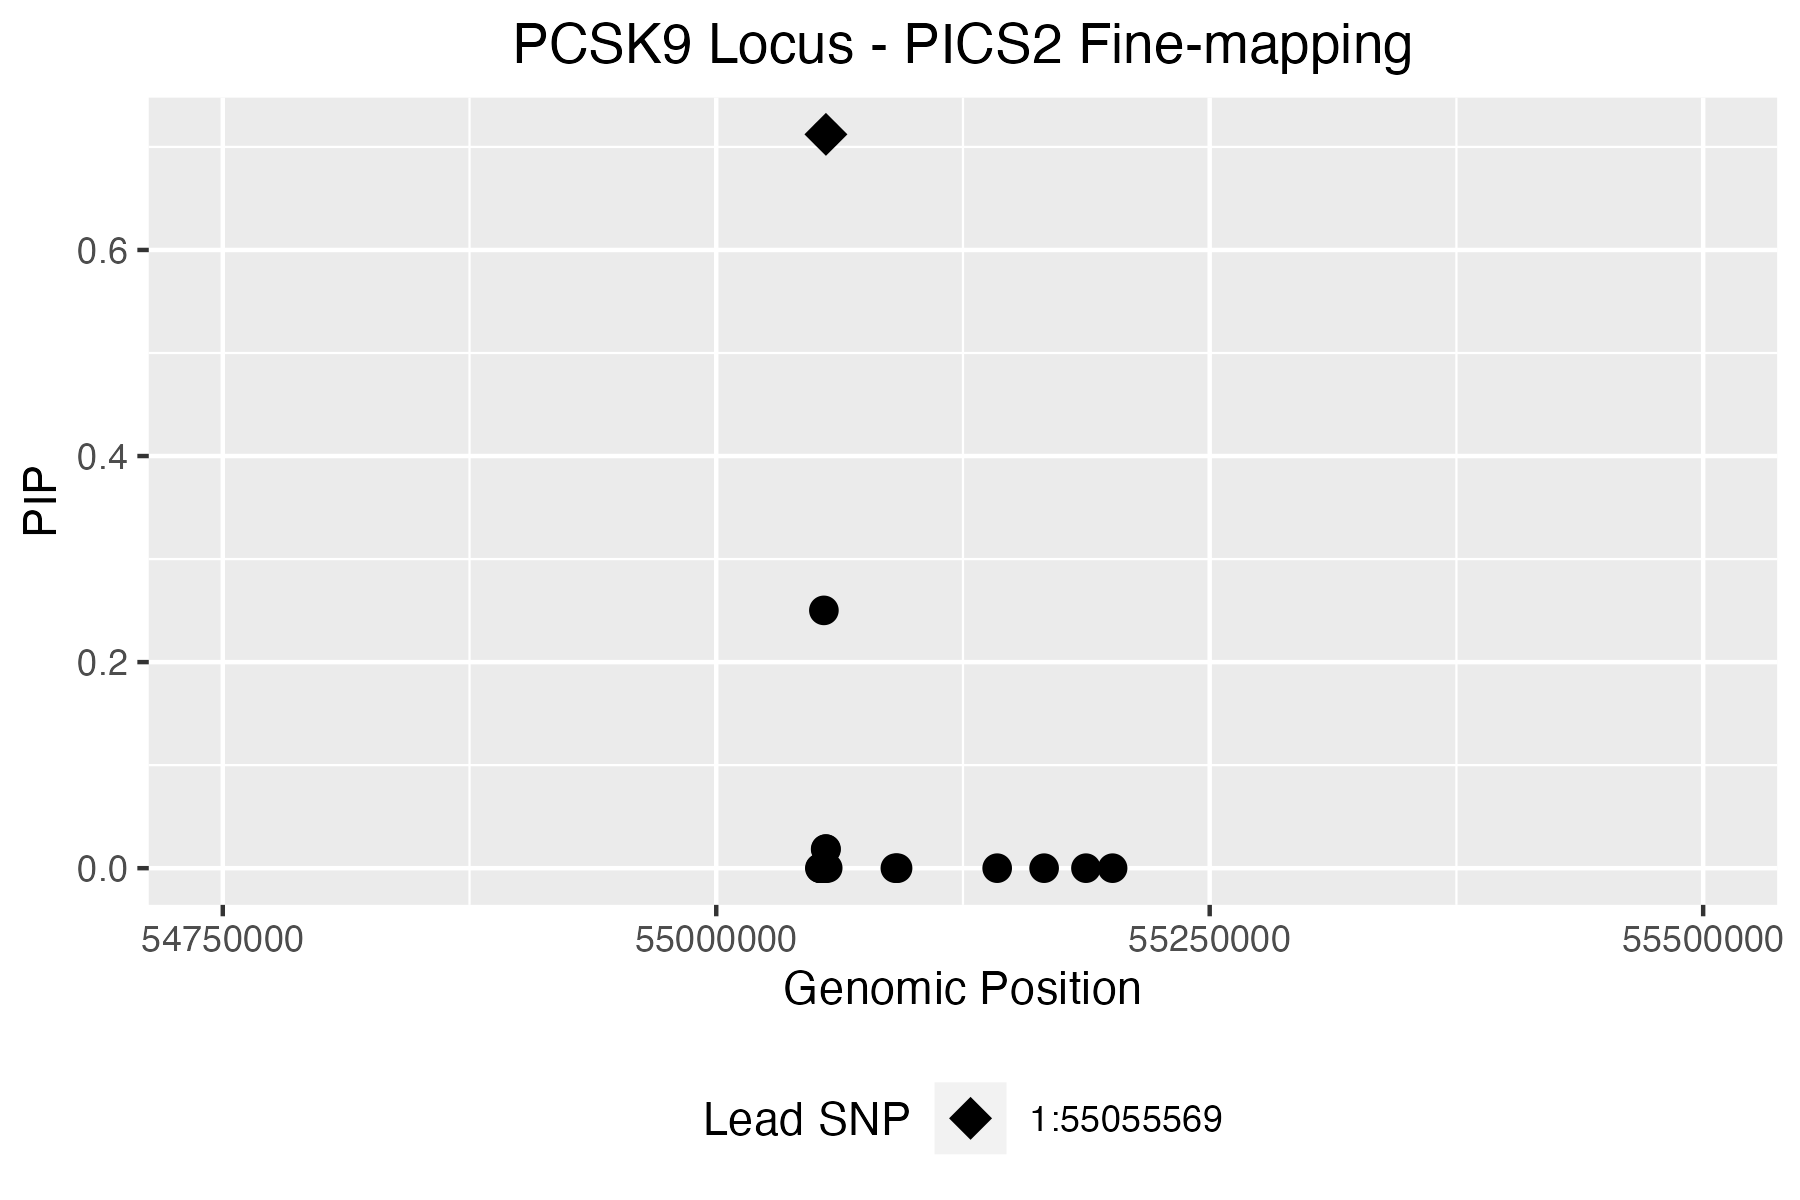 PCSK9 Locus - PICS2 Fine-mapping
PIP
0.6
0.4
0.2
0.0
54750000 55000000 55250000 55500000
Genomic Position
Lead SNP 1:55055569